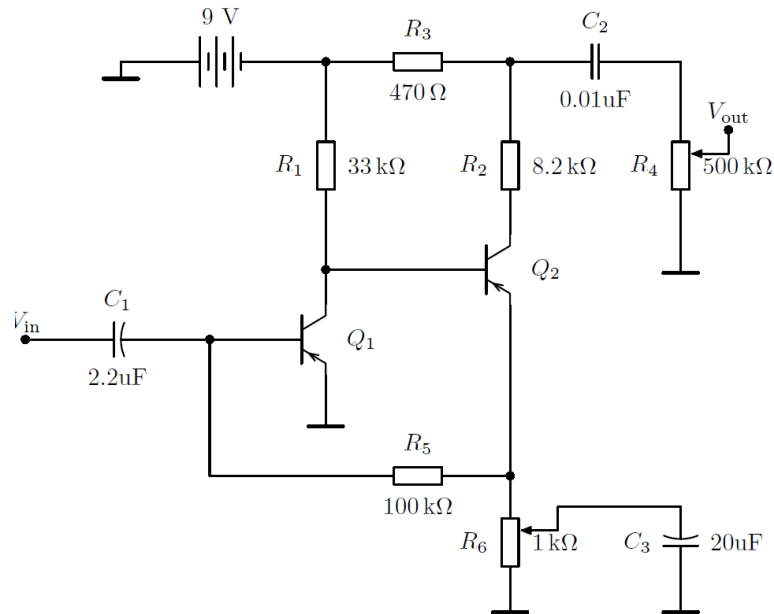 9 V
R3
C2
470 Ω
0.01uF
Vout
R1
33 kΩ
R2
8.2 kΩ
R4
500 kΩ
Q2
C1
Vin
Q1
2.2uF
R5
100 kΩ
R6
1 kΩ
C3
20uF